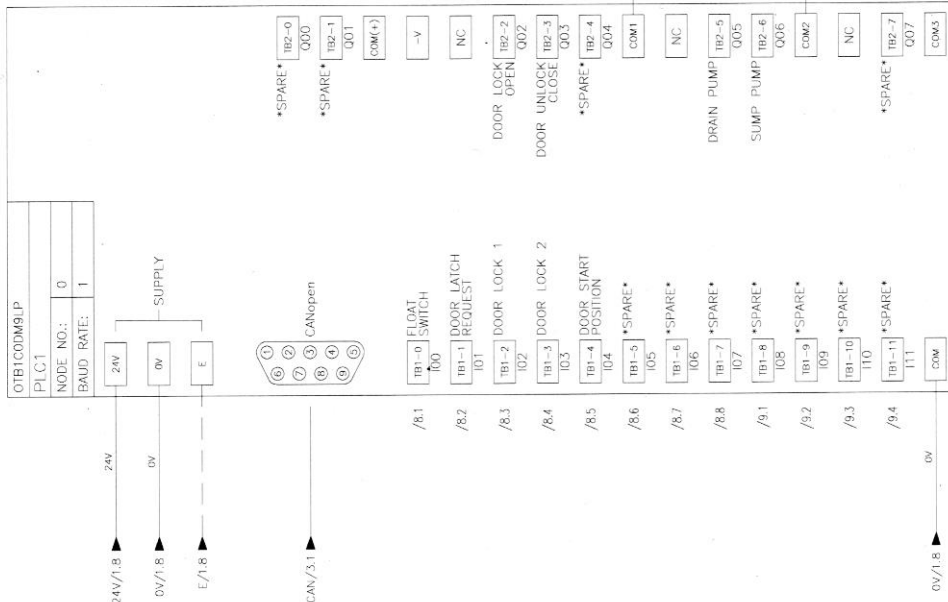 OTB1C0DM9LP
PLC1
NODE NO.: 0
BAUD RATE: 1
24V/1.8 24V 24V
0V/1.8 0V 0V
E/1.8 E
SUPPLY
CAN/3.1
CANopen
1
2
3
4
5
6
7
8
9
/8.1 TB1-0 I00 FLOAT SWITCH
/8.2 TB1-1 I01 DOOR LATCH REQUEST
/8.3 TB1-2 I02 DOOR LOCK 1
/8.4 TB1-3 I03 DOOR LOCK 2
/8.5 TB1-4 I04 DOOR START POSITION
/8.6 TB1-5 I05 *SPARE*
/8.7 TB1-6 I06 *SPARE*
/8.8 TB1-7 I07 *SPARE*
/9.1 TB1-8 I08 *SPARE*
/9.2 TB1-9 I09 *SPARE*
/9.3 TB1-10 I10 *SPARE*
/9.4 TB1-11 I11 *SPARE*
0V/1.8 0V COM
*SPARE* TB2-0 Q00
*SPARE* TB2-1 Q01
COM(+)
-V
NC
DOOR LOCK OPEN TB2-2 Q02
DOOR UNLOCK CLOSE TB2-3 Q03
*SPARE* TB2-4 Q04
COM1
NC
DRAIN PUMP TB2-5 Q05
SUMP PUMP TB2-6 Q06
COM2
NC
*SPARE* TB2-7 Q07
COM3